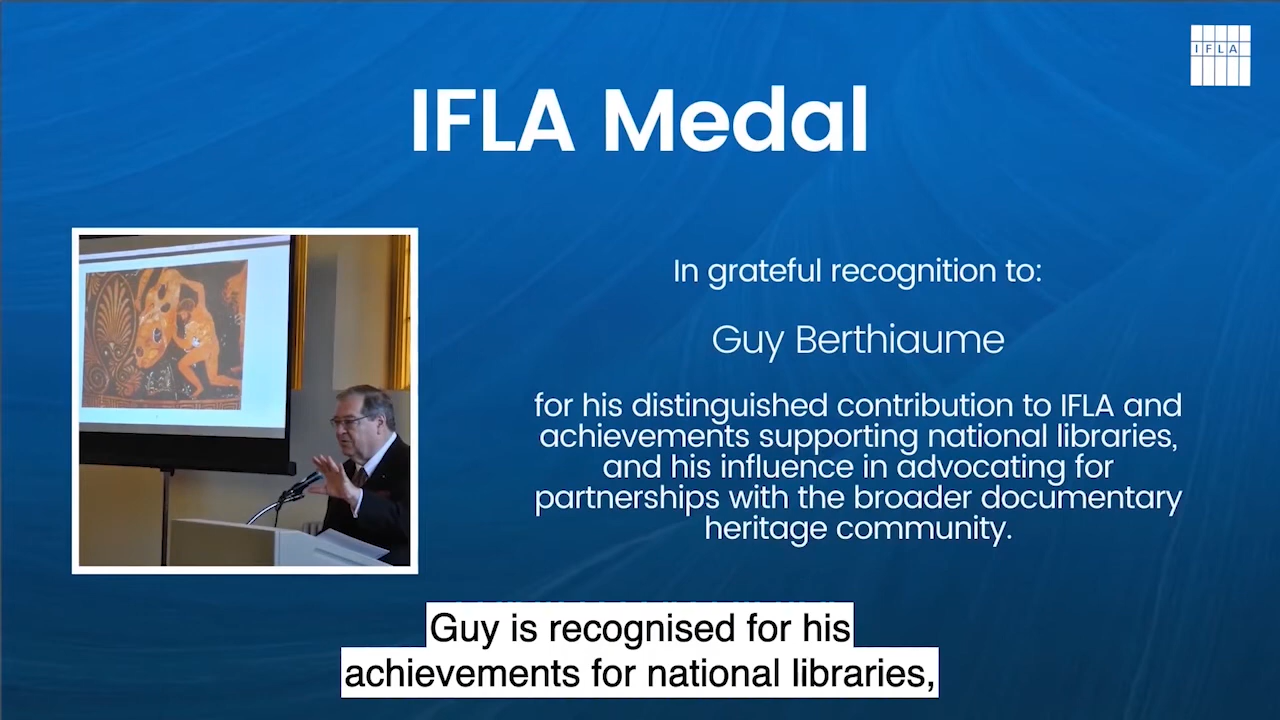 IFLA
IFLA Medal
In grateful recognition to:
Guy Berthiaume
for his distinguished contribution to IFLA and
achievements supporting national libraries,
and his influence in advocating for
partnerships with the broader documentary
heritage community.
Guy is recognised for his
achievements for national libraries,